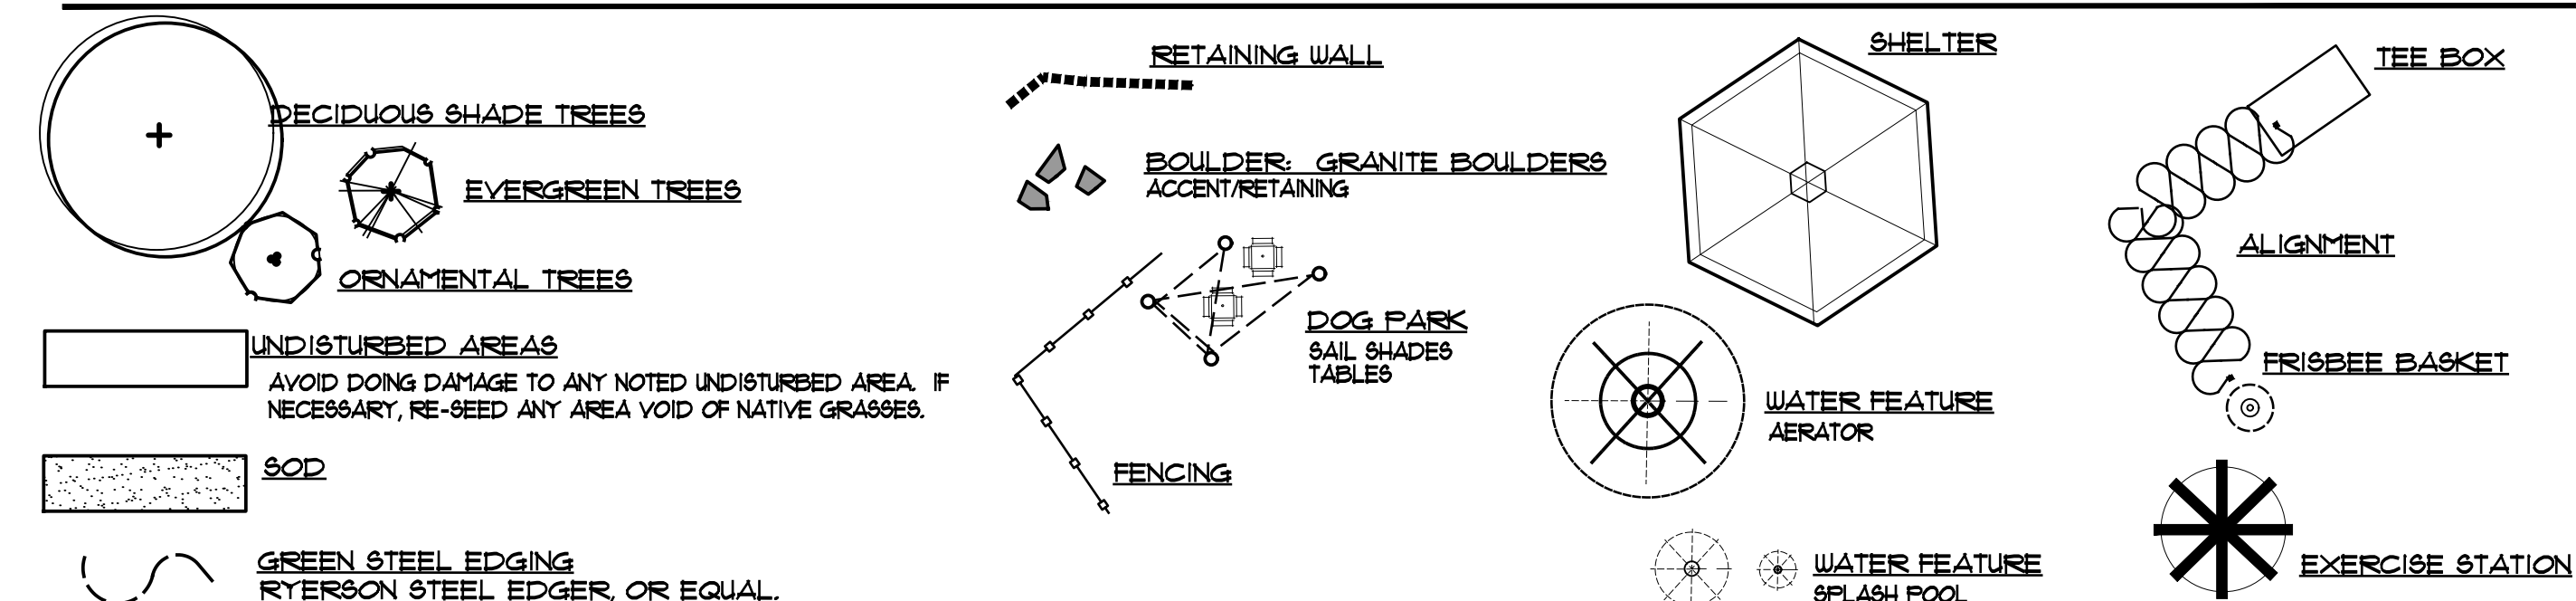 DECIDUOUS SHADE TREES
EVERGREEN TREES
ORNAMENTAL TREES
UNDISTURBED AREAS
AVOID DOING DAMAGE TO ANY NOTED UNDISTURBED AREA. IF
NECESSARY, RE-SEED ANY AREA VOID OF NATIVE GRASSES.
SOD
GREEN STEEL EDGING
RYERSON STEEL EDGER, OR EQUAL.
RETAINING WALL
BOULDER: GRANITE BOULDERS
ACCENT/RETAINING
DOG PARK
SAIL SHADES
TABLES
FENCING
SHELTER
WATER FEATURE
AERATOR
WATER FEATURE
SPLASH POOL
TEE BOX
ALIGNMENT
FRISBEE BASKET
EXERCISE STATION